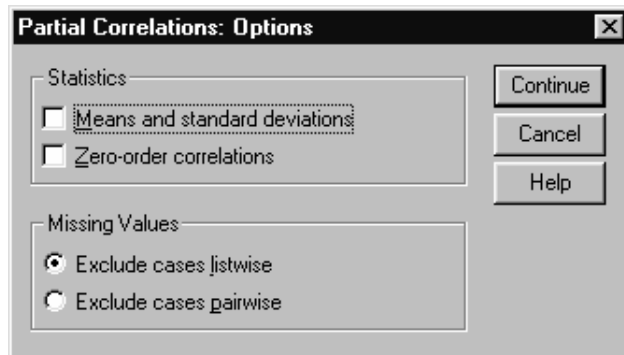 Partial Correlations: Options
Statistics
Means and standard deviations
Zero-order correlations
Missing Values
Exclude cases listwise
Exclude cases pairwise
Continue
Cancel
Help